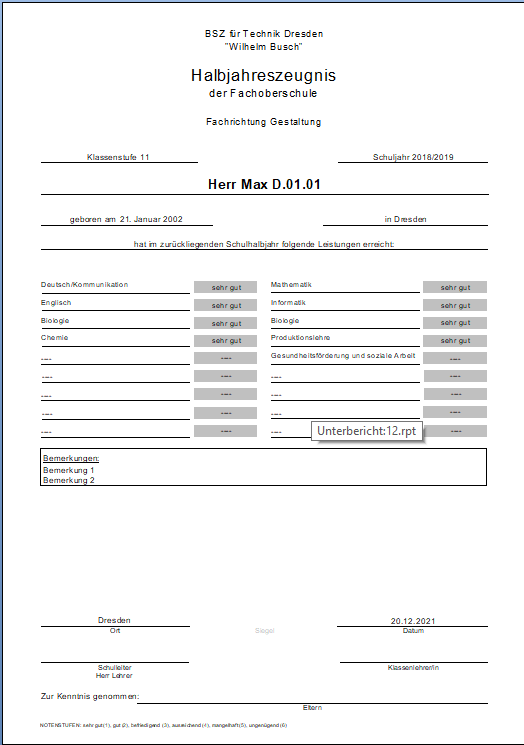 BSZ für Technik Dresden
"Wilhelm Busch"
Halbjahreszeugnis
der Fachoberschule
Fachrichtung Gestaltung
Klassenstufe 11 Schuljahr 2018/2019
Herr Max D.01.01
geboren am 21. Januar 2002 in Dresden
hat im zurückliegenden Schulhalbjahr folgende Leistungen erreicht:
Deutsch/Kommunikation sehr gut Mathematik sehr gut
Englisch sehr gut Informatik sehr gut
Biologie sehr gut Biologie sehr gut
Chemie sehr gut Produktionslehre sehr gut
---- ---- Gesundheitsförderung und soziale Arbeit ----
---- ---- ---- ----
---- ---- ---- ----
---- ---- ---- ----
---- ---- ---- ----
Unterbericht:12.rpt
Bemerkungen:
Bemerkung 1
Bemerkung 2
Dresden 20.12.2021
Ort Siegel Datum
Schulleiter Klassenlehrer/in
Herr Lehrer
Zur Kenntnis genommen:
Eltern
NOTENSTUFEN: sehr gut(1), gut (2), befriedigend (3), ausreichend (4), mangelhaft(5), ungenügend (6)